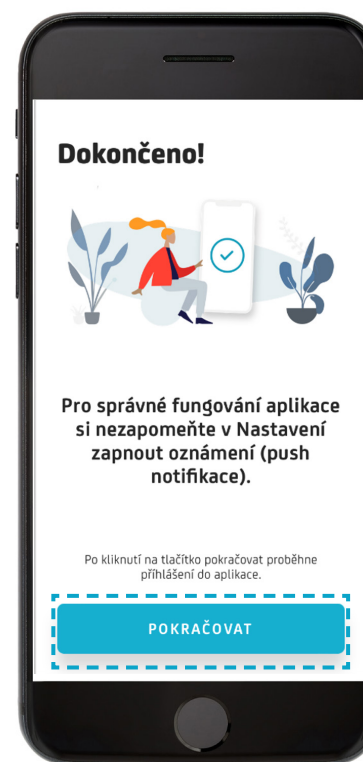 Dokončeno!
Pro správné fungování aplikace
si nezapomeňte v Nastavení
zapnout oznámení (push
notifikace).
Po kliknutí na tlačítko pokračovat proběhne
přihlášení do aplikace.
POKRAČOVAT